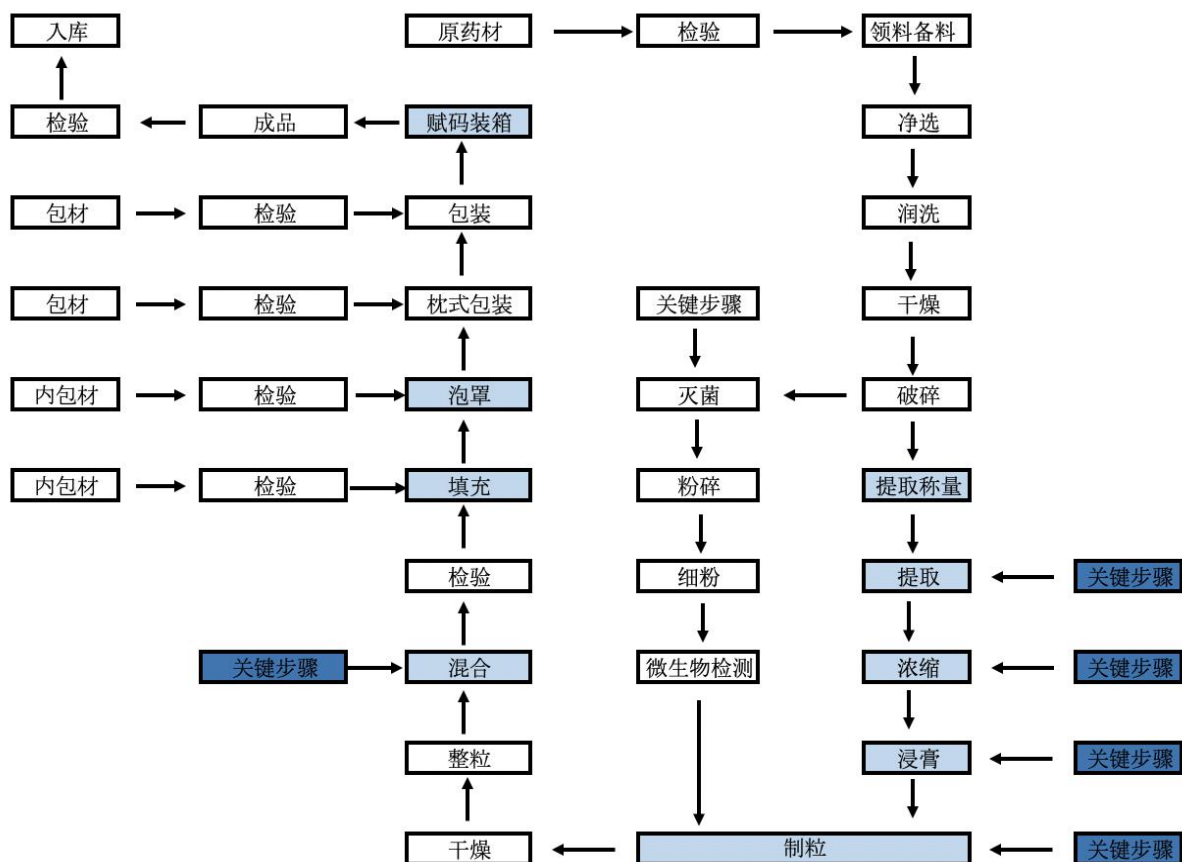 入库
原药材
检验
领料备料
检验
成品
赋码装箱
净选
包材
检验
包装
润洗
包材
检验
枕式包装
关键步骤
干燥
内包材
检验
泡罩
灭菌
破碎
内包材
检验
填充
粉碎
提取称量
检验
细粉
提取
关键步骤
关键步骤
混合
微生物检测
浓缩
关键步骤
整粒
浸膏
关键步骤
干燥
制粒
关键步骤